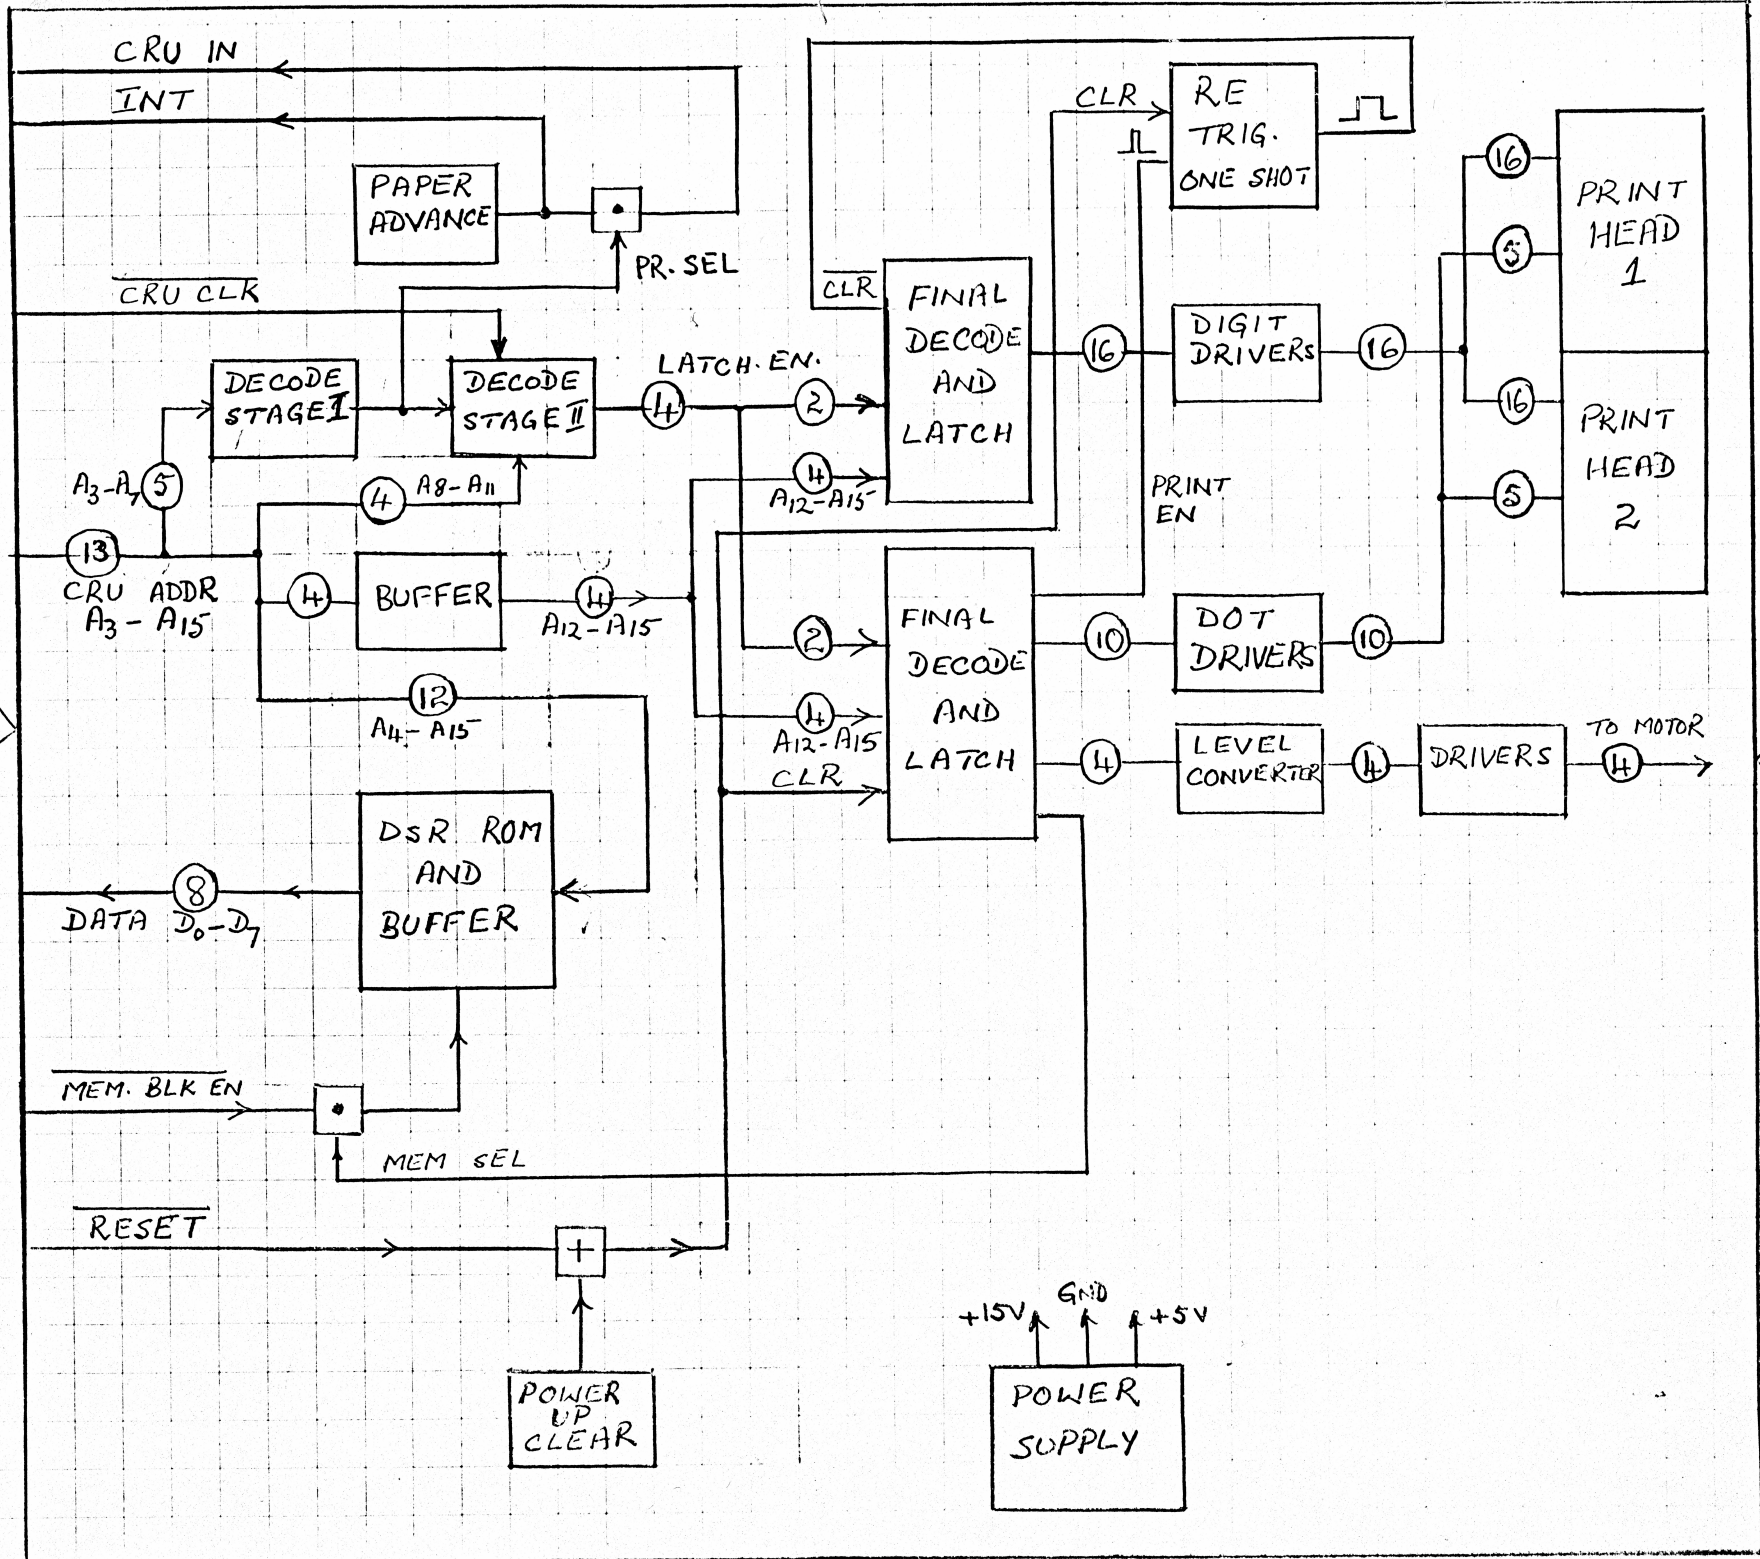 CRU IN
INT
PAPER
ADVANCE
PR. SEL
CRU CLK
DECODE
STAGE I
DECODE
STAGE II
LATCH. EN.
4
2
A3-A7
5
4
A8-A11
13
CRU ADDR
A3 - A15
4
BUFFER
4
A12-A15
12
A4-A15
DSR ROM
AND
BUFFER
8
DATA D0-D7
MEM. BLK EN
MEM SEL
RESET
+
POWER
UP
CLEAR
CLR
RE
TRIG.
ONE SHOT
CLR
FINAL
DECODE
AND
LATCH
4
A12-A15
16
DIGIT
DRIVERS
16
16
5
PRINT
HEAD
1
16
5
PRINT
HEAD
2
PRINT
EN
2
4
A12-A15
CLR
FINAL
DECODE
AND
LATCH
10
DOT
DRIVERS
10
4
LEVEL
CONVERTER
4
DRIVERS
TO MOTOR
4
+15V
GND
+5V
POWER
SUPPLY